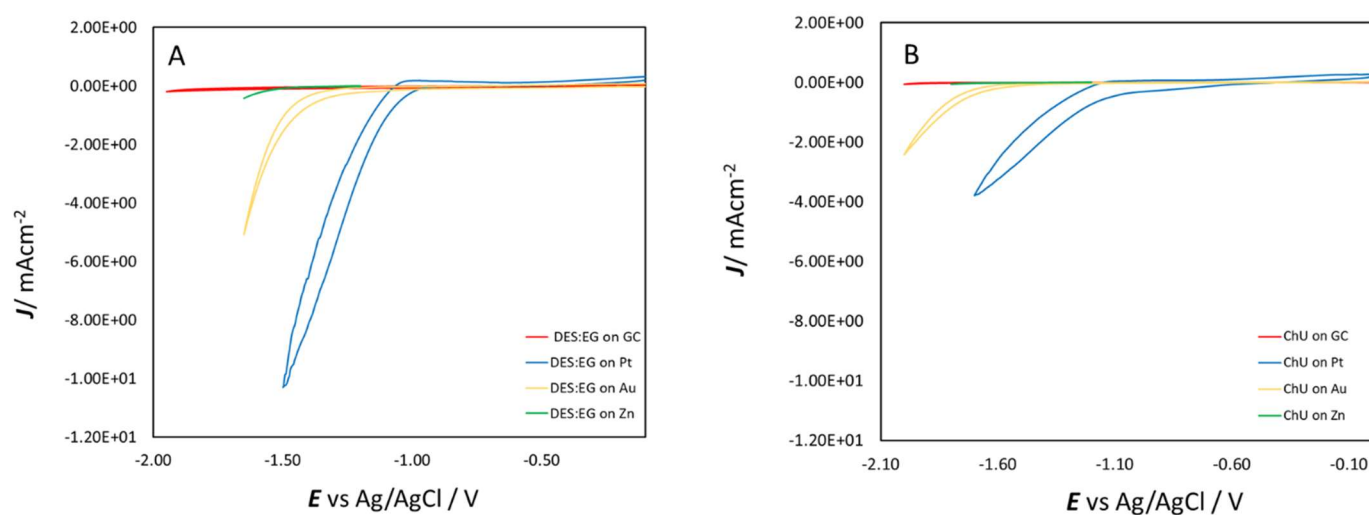 A
2.00E+00
0.00E+00
-2.00E+00
-4.00E+00
-6.00E+00
-8.00E+00
-1.00E+01
-1.20E+01
J/ mAcm-2
DES:EG on GC
DES:EG on Pt
DES:EG on Au
DES:EG on Zn
-2.00 -1.50 -1.00 -0.50
E vs Ag/AgCl / V
B
2.00E+00
0.00E+00
-2.00E+00
-4.00E+00
-6.00E+00
-8.00E+00
-1.00E+01
-1.20E+01
J/ mAcm-2
ChU on GC
ChU on Pt
ChU on Au
ChU on Zn
-2.10 -1.60 -1.10 -0.60 -0.10
E vs Ag/AgCl / V